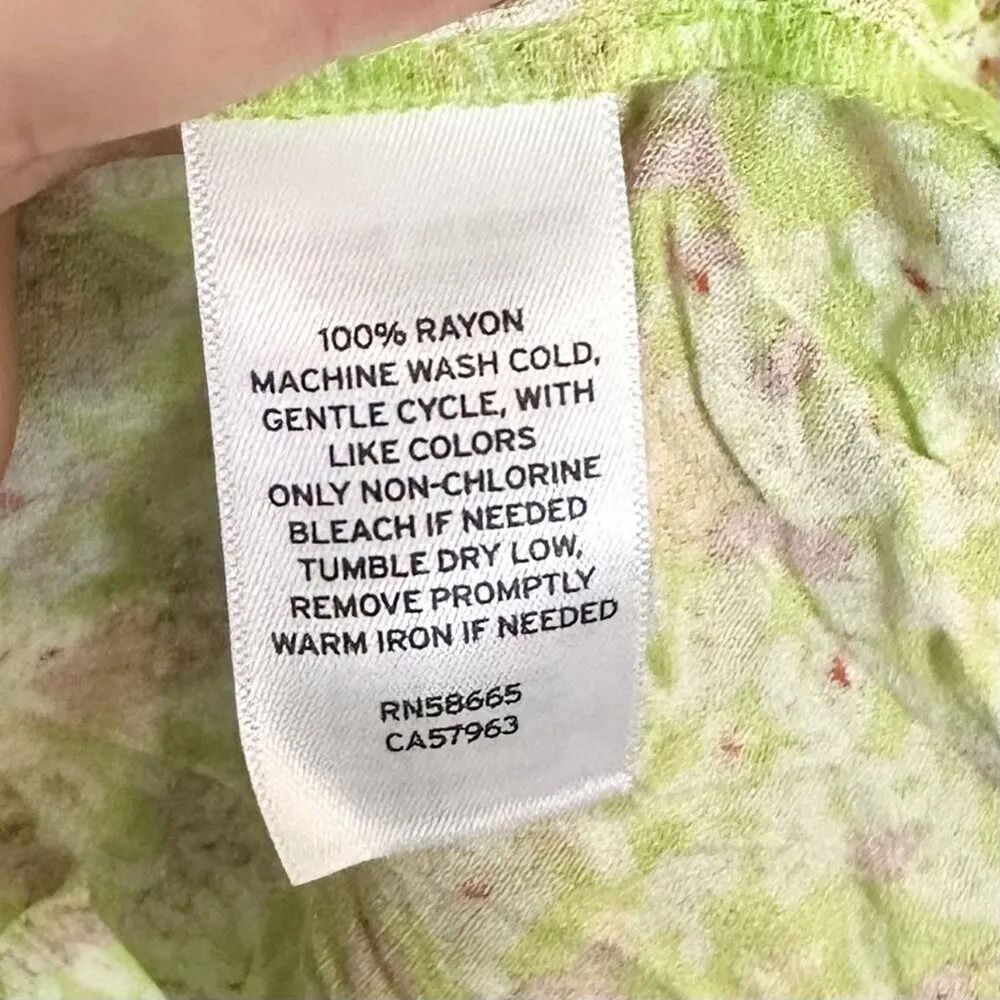 100% RAYON
MACHINE WASH COLD,
GENTLE CYCLE, WITH
LIKE COLORS
ONLY NON-CHLORINE
BLEACH IF NEEDED
TUMBLE DRY LOW,
REMOVE PROMPTLY
WARM IRON IF NEEDED
RN58665
CA57963